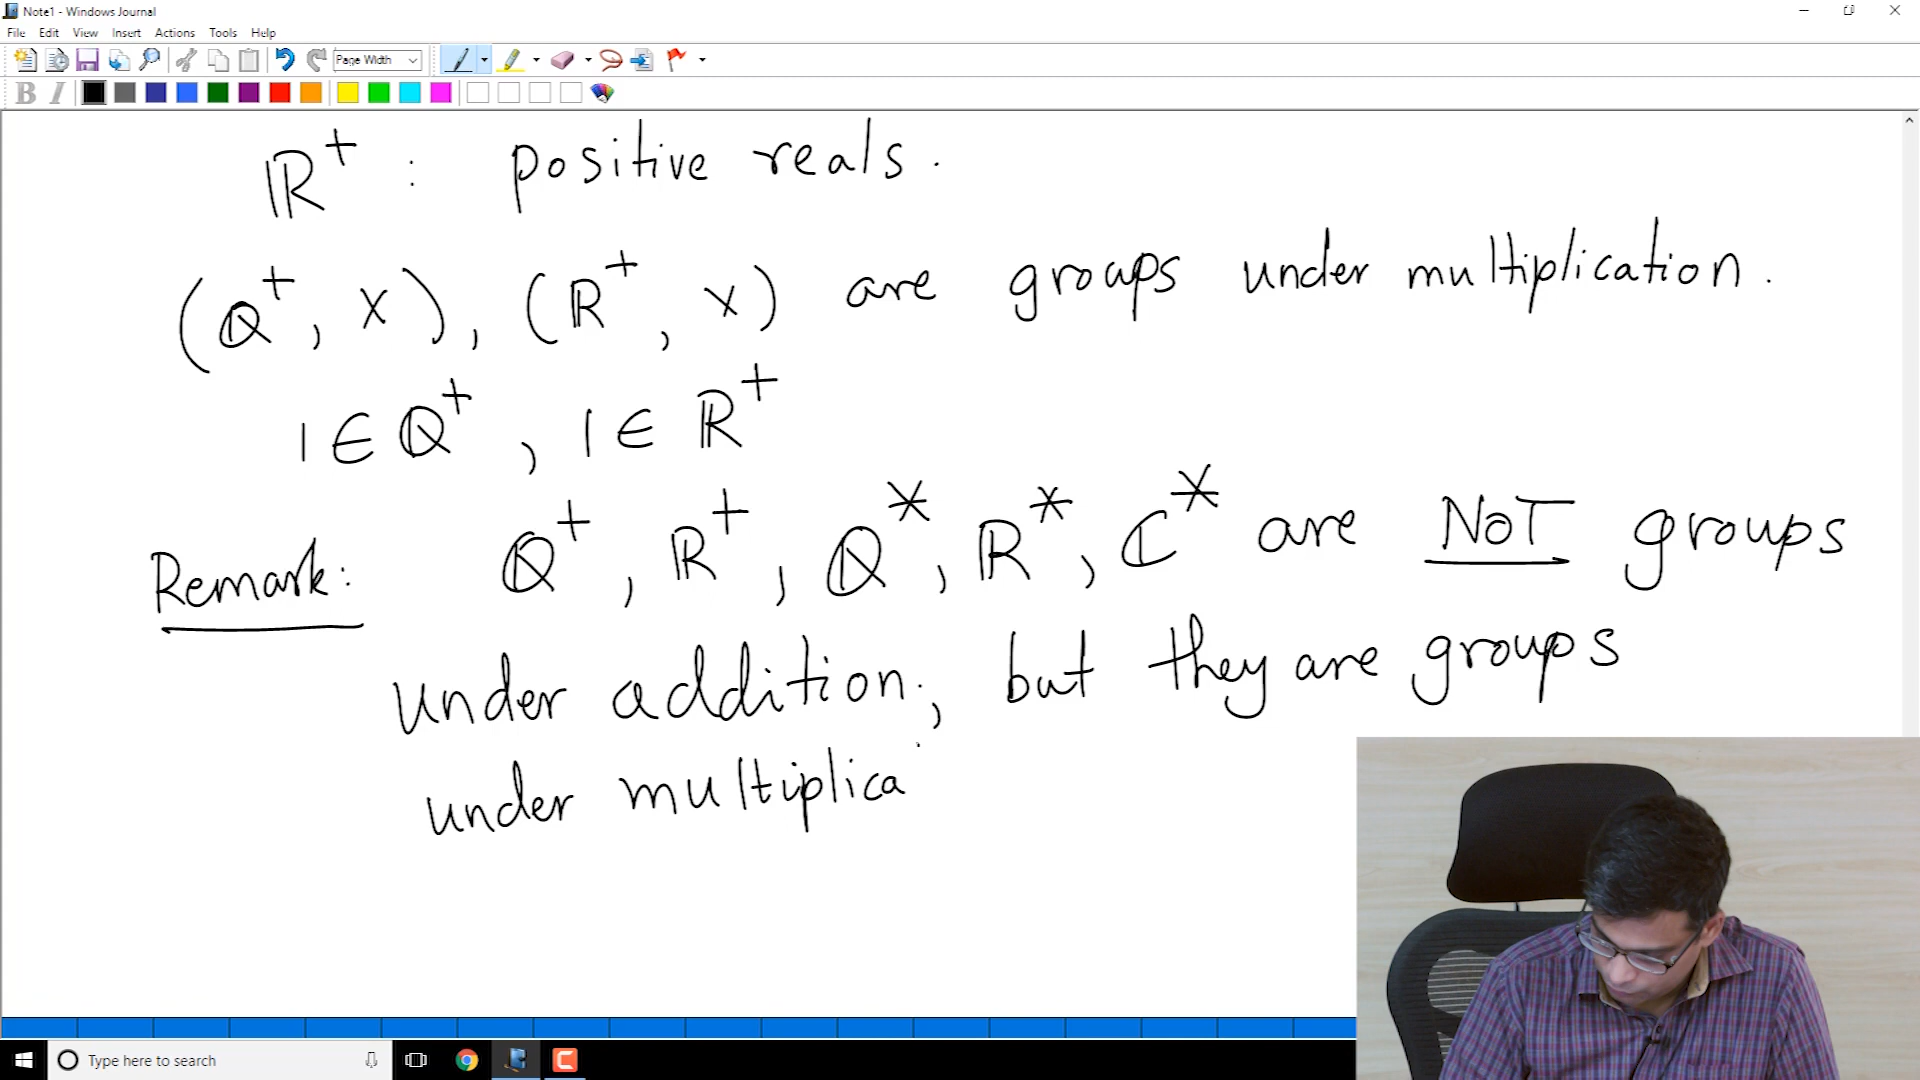 Note1 - Windows Journal
File Edit View Insert Actions Tools Help
Page Width
B I
ℝ⁺ : positive reals.
(ℚ⁺, ×), (ℝ⁺, ×) are groups under multiplication.
1 ∈ ℚ⁺, 1 ∈ ℝ⁺
Remark: ℚ⁺, ℝ⁺, ℚ*, ℝ*, ℂ* are NOT groups
under addition; but they are groups
under multiplica
Type here to search